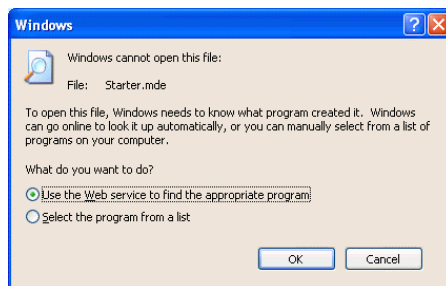 Windows
Windows cannot open this file:
File: Starter.mde
To open this file, Windows needs to know what program created it. Windows
can go online to look it up automatically, or you can manually select from a list of
programs on your computer.
What do you want to do?
Use the Web service to find the appropriate program
Select the program from a list
OK Cancel